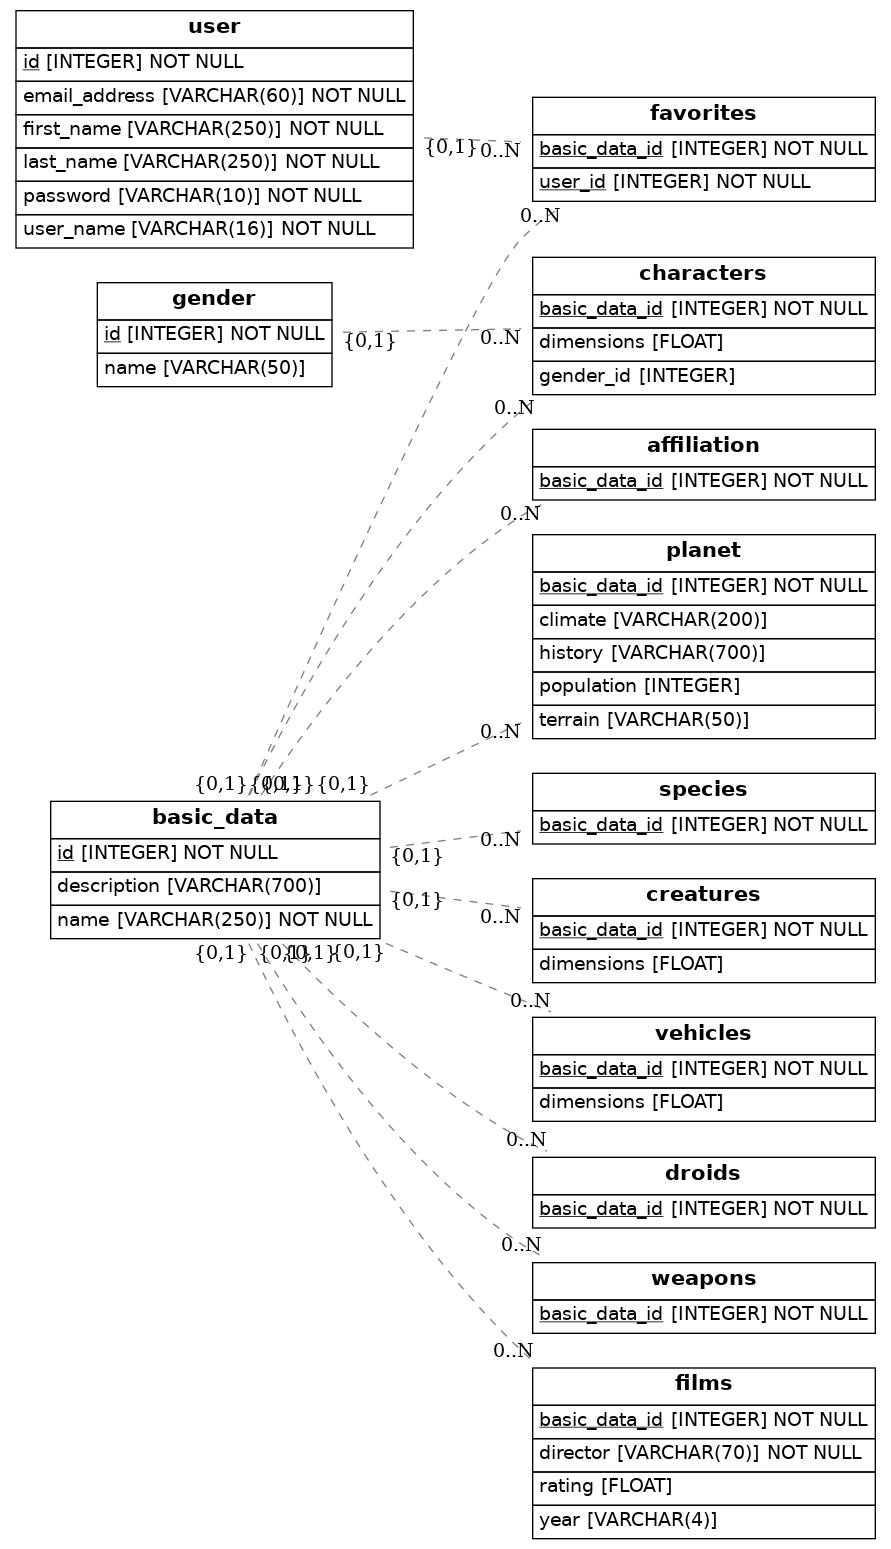 user
id [INTEGER] NOT NULL
email_address [VARCHAR(60)] NOT NULL
first_name [VARCHAR(250)] NOT NULL
last_name [VARCHAR(250)] NOT NULL
password [VARCHAR(10)] NOT NULL
user_name [VARCHAR(16)] NOT NULL
{0,1}
0..N
favorites
basic_data_id [INTEGER] NOT NULL
user_id [INTEGER] NOT NULL
0..N
gender
id [INTEGER] NOT NULL
name [VARCHAR(50)]
{0,1}
0..N
characters
basic_data_id [INTEGER] NOT NULL
dimensions [FLOAT]
gender_id [INTEGER]
0..N
affiliation
basic_data_id [INTEGER] NOT NULL
0..N
planet
basic_data_id [INTEGER] NOT NULL
climate [VARCHAR(200)]
history [VARCHAR(700)]
population [INTEGER]
terrain [VARCHAR(50)]
0..N
{0,1}
{0,1}
{0,1}
{0,1}
basic_data
id [INTEGER] NOT NULL
description [VARCHAR(700)]
name [VARCHAR(250)] NOT NULL
{0,1}
0..N
species
basic_data_id [INTEGER] NOT NULL
{0,1}
0..N
creatures
basic_data_id [INTEGER] NOT NULL
dimensions [FLOAT]
{0,1}
{0,1}
{0,1}
{0,1}
0..N
vehicles
basic_data_id [INTEGER] NOT NULL
dimensions [FLOAT]
0..N
droids
basic_data_id [INTEGER] NOT NULL
0..N
weapons
basic_data_id [INTEGER] NOT NULL
0..N
films
basic_data_id [INTEGER] NOT NULL
director [VARCHAR(70)] NOT NULL
rating [FLOAT]
year [VARCHAR(4)]